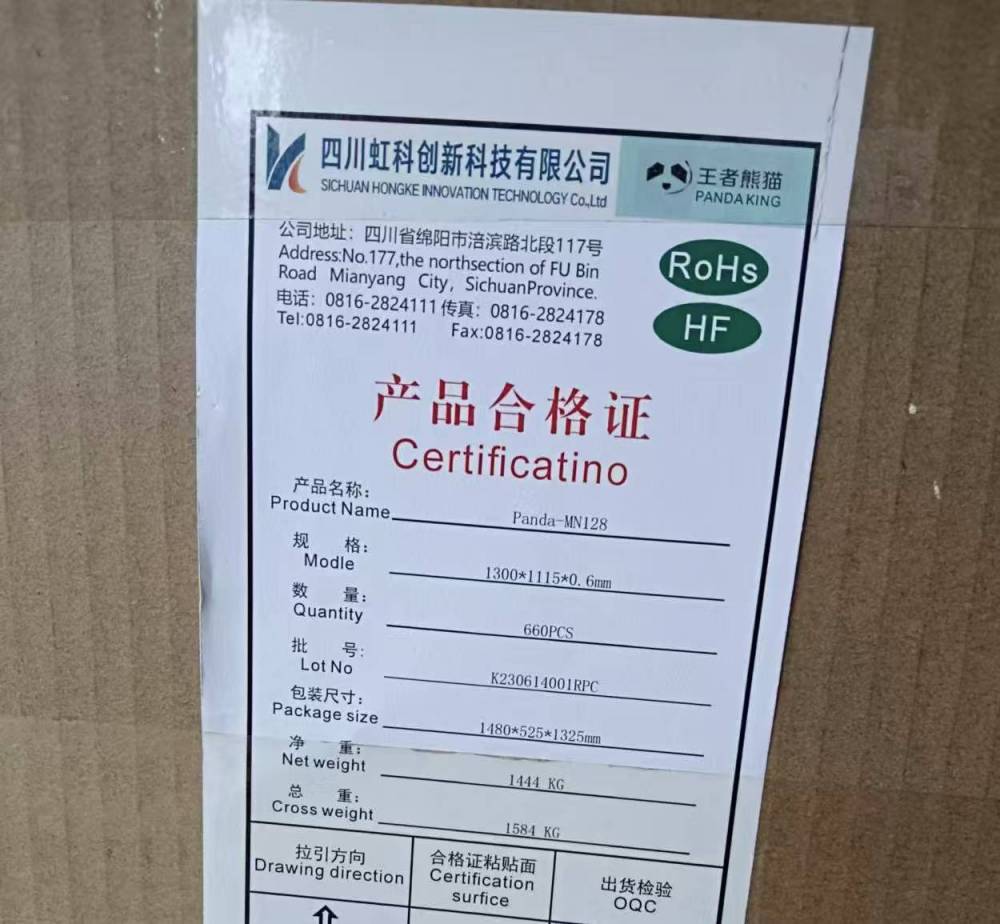 四川虹科创新科技有限公司
SICHUAN HONGKE INNOVATION TECHNOLOGY Co.,Ltd
王者熊猫
PANDAKING
公司地址：四川省绵阳市涪滨路北段117号
Address:No.177,the northsection of FU Bin
Road Mianyang City, SichuanProvince.
电话：0816-2824111 传真：0816-2824178
Tel:0816-2824111 Fax:0816-2824178
RoHs
HF
产品合格证
Certificatino
产品名称：
Product Name Panda-MN128
规 格：
Modle 1300*1115*0.6mm
数 量：
Quantity 660PCS
批 号：
Lot No K230614001RPC
包装尺寸：
Package size 1480*525*1325mm
净 重：
Net weight 1444 KG
总 重：
Cross weight 1584 KG
拉引方向
Drawing direction
合格证粘贴面
Certification
surfice
出货检验
OQC